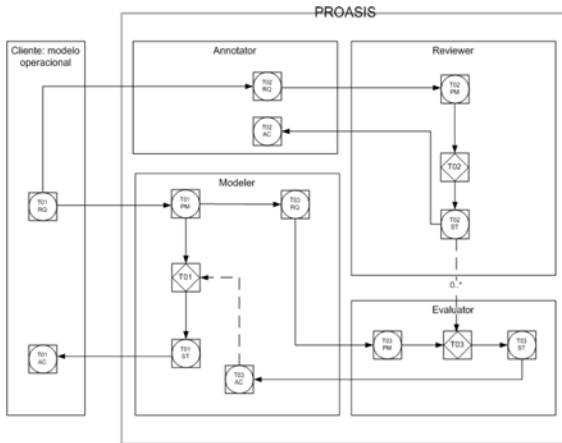 PROASIS
Cliente: modelo
operacional
Annotator
Reviewer
T02
RQ
T02
PM
T02
AC
T02
Modeler
T01
RQ
T01
PM
T03
RQ
T02
ST
T01
0..*
Evaluator
T01
AC
T01
ST
T03
AC
T03
PM
T03
T03
ST